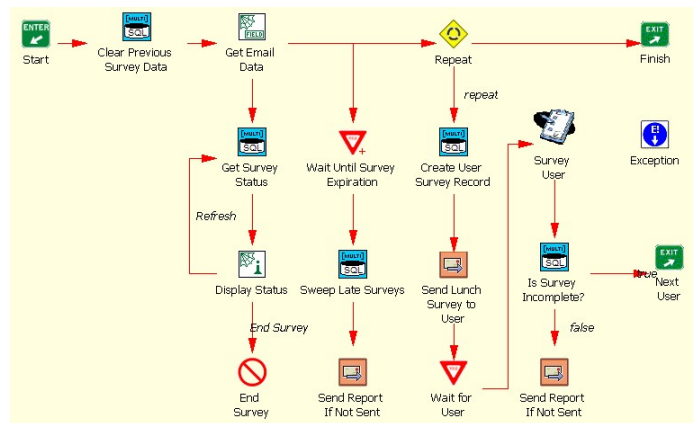 ENTER
Start
[MULTI]
SQL
Clear Previous
Survey Data
FIELD
Get Email
Data
Repeat
EXIT
Finish
repeat
[MULTI]
SQL
Get Survey
Status
Wait Until Survey
Expiration
[MULTI]
SQL
Create User
Survey Record
Survey
User
E!
Exception
Refresh
Display Status
[MULTI]
SQL
Sweep Late Surveys
Send Lunch
Survey to
User
[MULTI]
SQL
Is Survey
Incomplete?
true
EXIT
Next
User
End Survey
false
End
Survey
Send Report
If Not Sent
Wait for
User
Send Report
If Not Sent